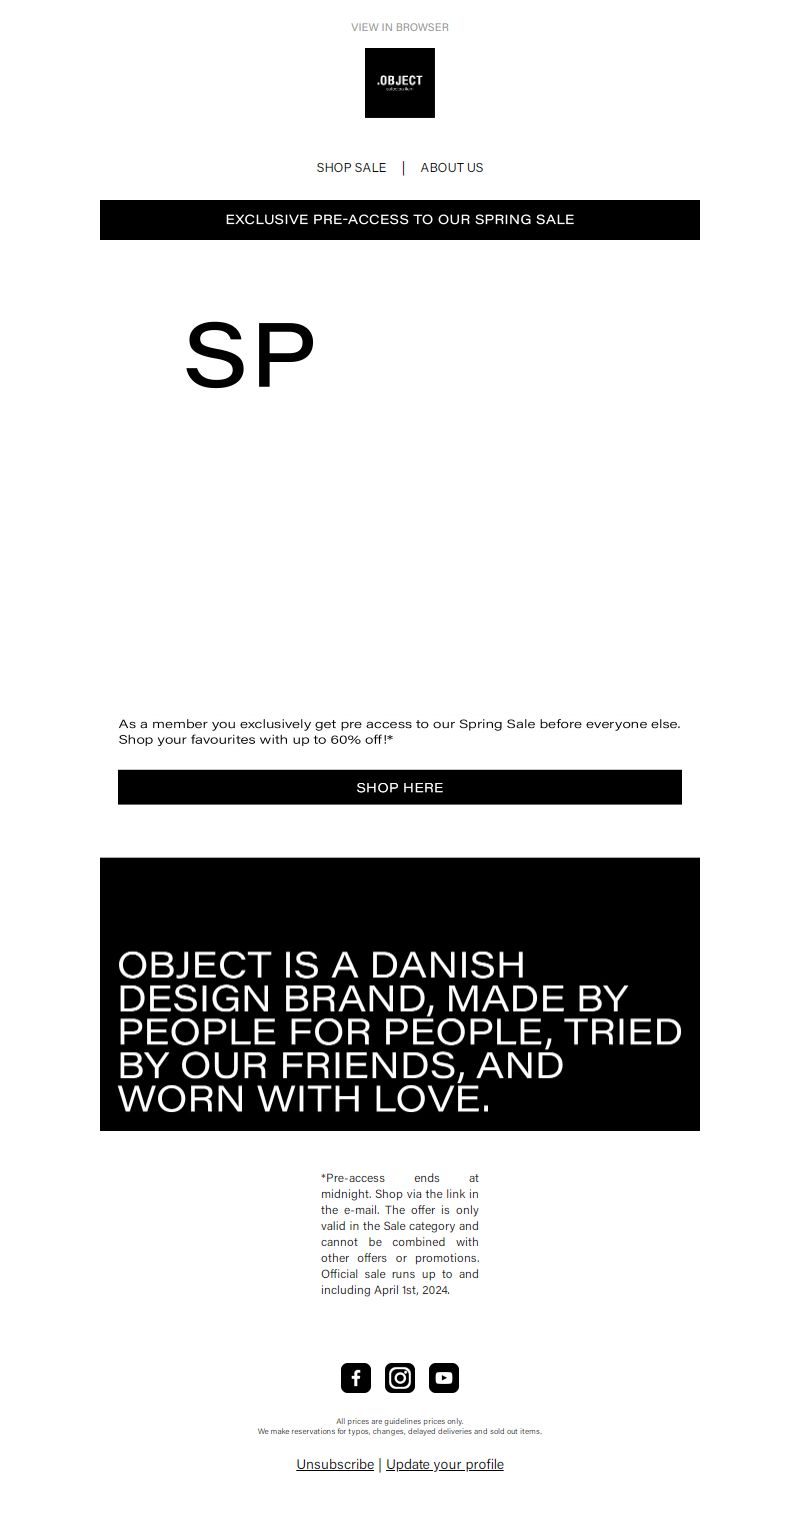 VIEW IN BROWSER
.OBJECT
SHOP SALE | ABOUT US
EXCLUSIVE PRE-ACCESS TO OUR SPRING SALE
SP
As a member you exclusively get pre access to our Spring Sale before everyone else.
Shop your favourites with up to 60% off!*
SHOP HERE
OBJECT IS A DANISH
DESIGN BRAND, MADE BY
PEOPLE FOR PEOPLE, TRIED
BY OUR FRIENDS, AND
WORN WITH LOVE.
*Pre-access ends at
midnight. Shop via the link in
the e-mail. The offer is only
valid in the Sale category and
cannot be combined with
other offers or promotions.
Official sale runs up to and
including April 1st, 2024.
All prices are guidelines prices only.
We make reservations for typos, changes, delayed deliveries and sold out items.
Unsubscribe | Update your profile